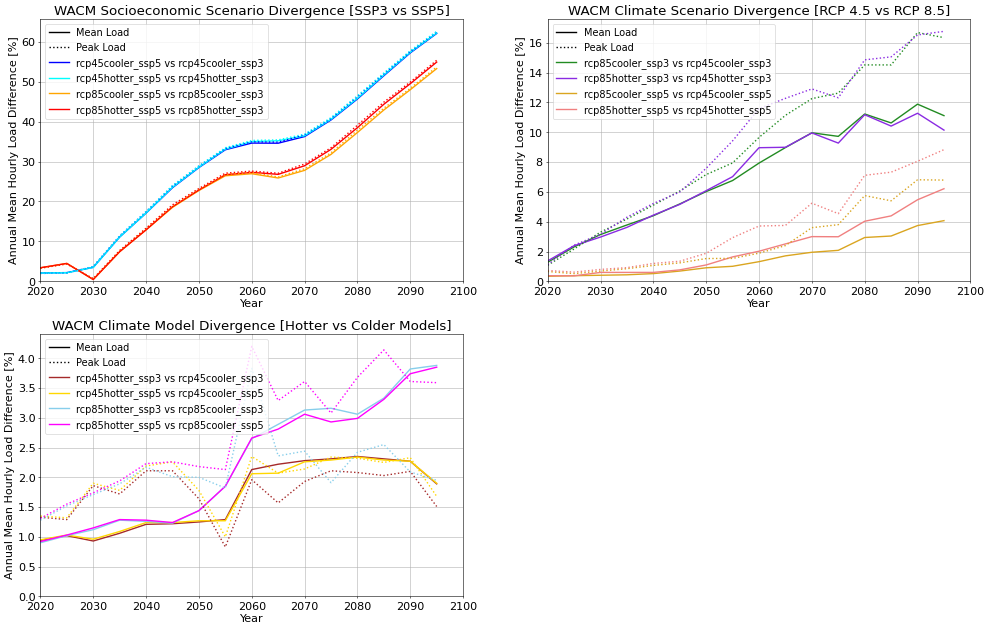 WACM Socioeconomic Scenario Divergence [SSP3 vs SSP5]
Annual Mean Hourly Load Difference [%]
60
50
40
30
20
10
0
Mean Load
Peak Load
rcp45cooler_ssp5 vs rcp45cooler_ssp3
rcp45hotter_ssp5 vs rcp45hotter_ssp3
rcp85cooler_ssp5 vs rcp85cooler_ssp3
rcp85hotter_ssp5 vs rcp85hotter_ssp3
2020 2030 2040 2050 2060 2070 2080 2090 2100
Year
WACM Climate Scenario Divergence [RCP 4.5 vs RCP 8.5]
Annual Mean Hourly Load Difference [%]
16
14
12
10
8
6
4
2
0
Mean Load
Peak Load
rcp85cooler_ssp3 vs rcp45cooler_ssp3
rcp85hotter_ssp3 vs rcp45hotter_ssp3
rcp85cooler_ssp5 vs rcp45cooler_ssp5
rcp85hotter_ssp5 vs rcp45hotter_ssp5
2020 2030 2040 2050 2060 2070 2080 2090 2100
Year
WACM Climate Model Divergence [Hotter vs Colder Models]
Annual Mean Hourly Load Difference [%]
4.0
3.5
3.0
2.5
2.0
1.5
1.0
0.5
0.0
Mean Load
Peak Load
rcp45hotter_ssp3 vs rcp45cooler_ssp3
rcp45hotter_ssp5 vs rcp45cooler_ssp5
rcp85hotter_ssp3 vs rcp85cooler_ssp3
rcp85hotter_ssp5 vs rcp85cooler_ssp5
2020 2030 2040 2050 2060 2070 2080 2090 2100
Year